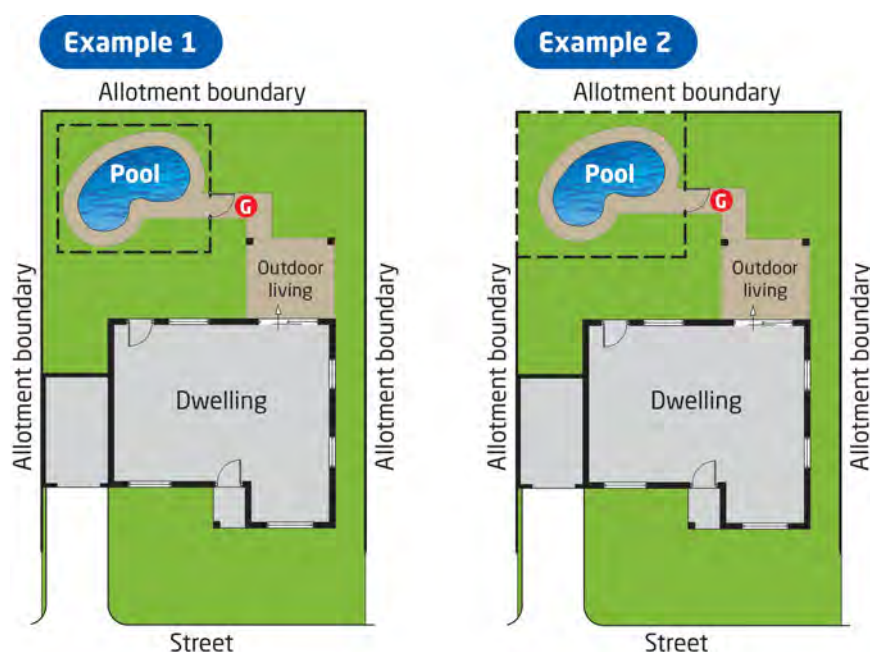 Example 1
Allotment boundary
Pool
G
Outdoor
living
Allotment boundary
Allotment boundary
Dwelling
Street
Example 2
Allotment boundary
Pool
G
Outdoor
living
Allotment boundary
Allotment boundary
Dwelling
Street